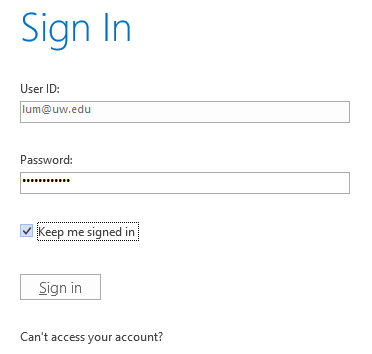 Sign In
User ID:
lum@uw.edu
Password:
••••••••••••
Keep me signed in
Sign in
Can't access your account?